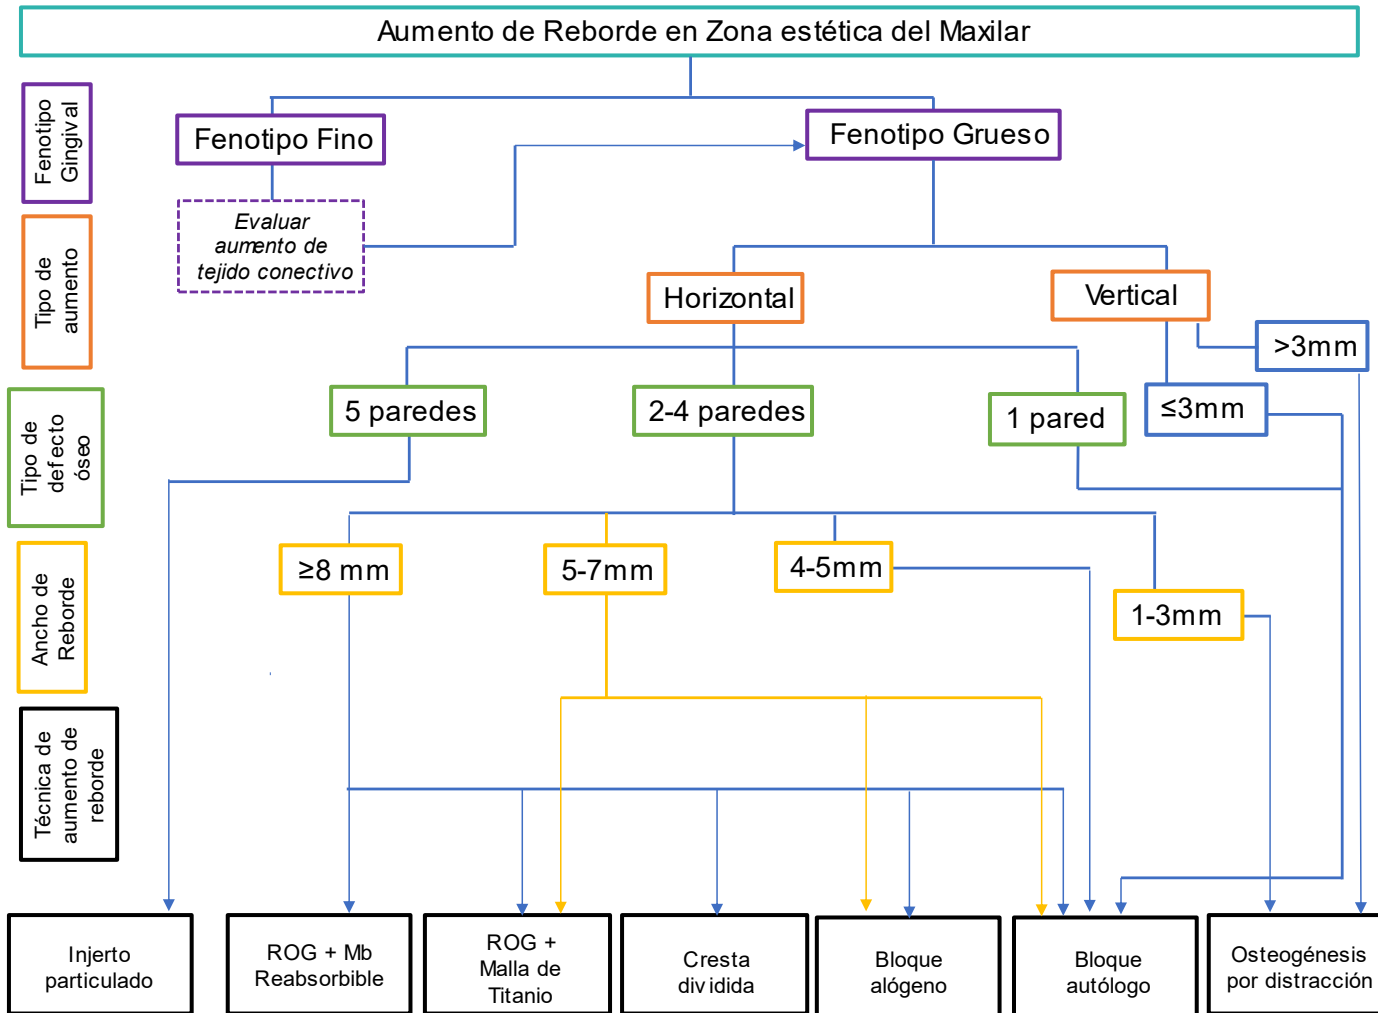 Aumento de Reborde en Zona estética del Maxilar
Fenotipo
Gingival
Fenotipo Fino
Fenotipo Grueso
Evaluar
aumento de
tejido conectivo
Tipo de
aumento
Horizontal
Vertical
>3mm
Tipo de
defecto
óseo
5 paredes
2-4 paredes
1 pared
≤3mm
Ancho de
Reborde
≥8 mm
5-7mm
4-5mm
1-3mm
Técnica de
aumento de
reborde
Injerto
particulado
ROG + Mb
Reabsorbible
ROG +
Malla de
Titanio
Cresta
dividida
Bloque
alógeno
Bloque
autólogo
Osteogénesis
por distracción